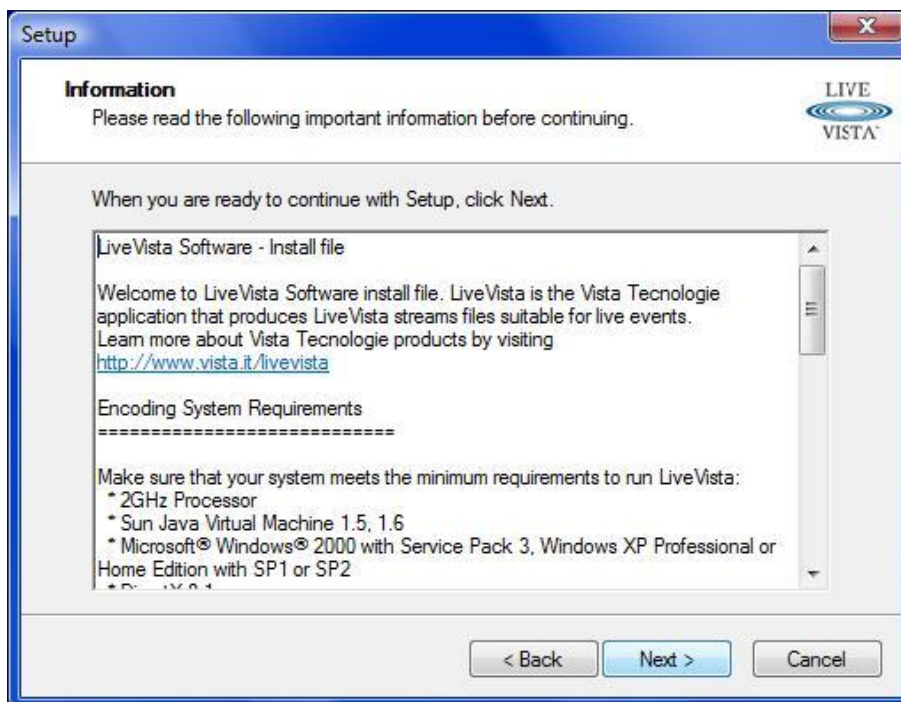 Setup
Information
Please read the following important information before continuing.
LIVE
VISTA
When you are ready to continue with Setup, click Next.
LiveVista Software - Install file
Welcome to LiveVista Software install file. LiveVista is the Vista Tecnologie
application that produces LiveVista streams files suitable for live events.
Learn more about Vista Tecnologie products by visiting
http://www.vista.it/livevista
Encoding System Requirements
============================
Make sure that your system meets the minimum requirements to run LiveVista:
* 2GHz Processor
* Sun Java Virtual Machine 1.5, 1.6
* Microsoft® Windows® 2000 with Service Pack 3, Windows XP Professional or
Home Edition with SP1 or SP2
< Back
Next >
Cancel